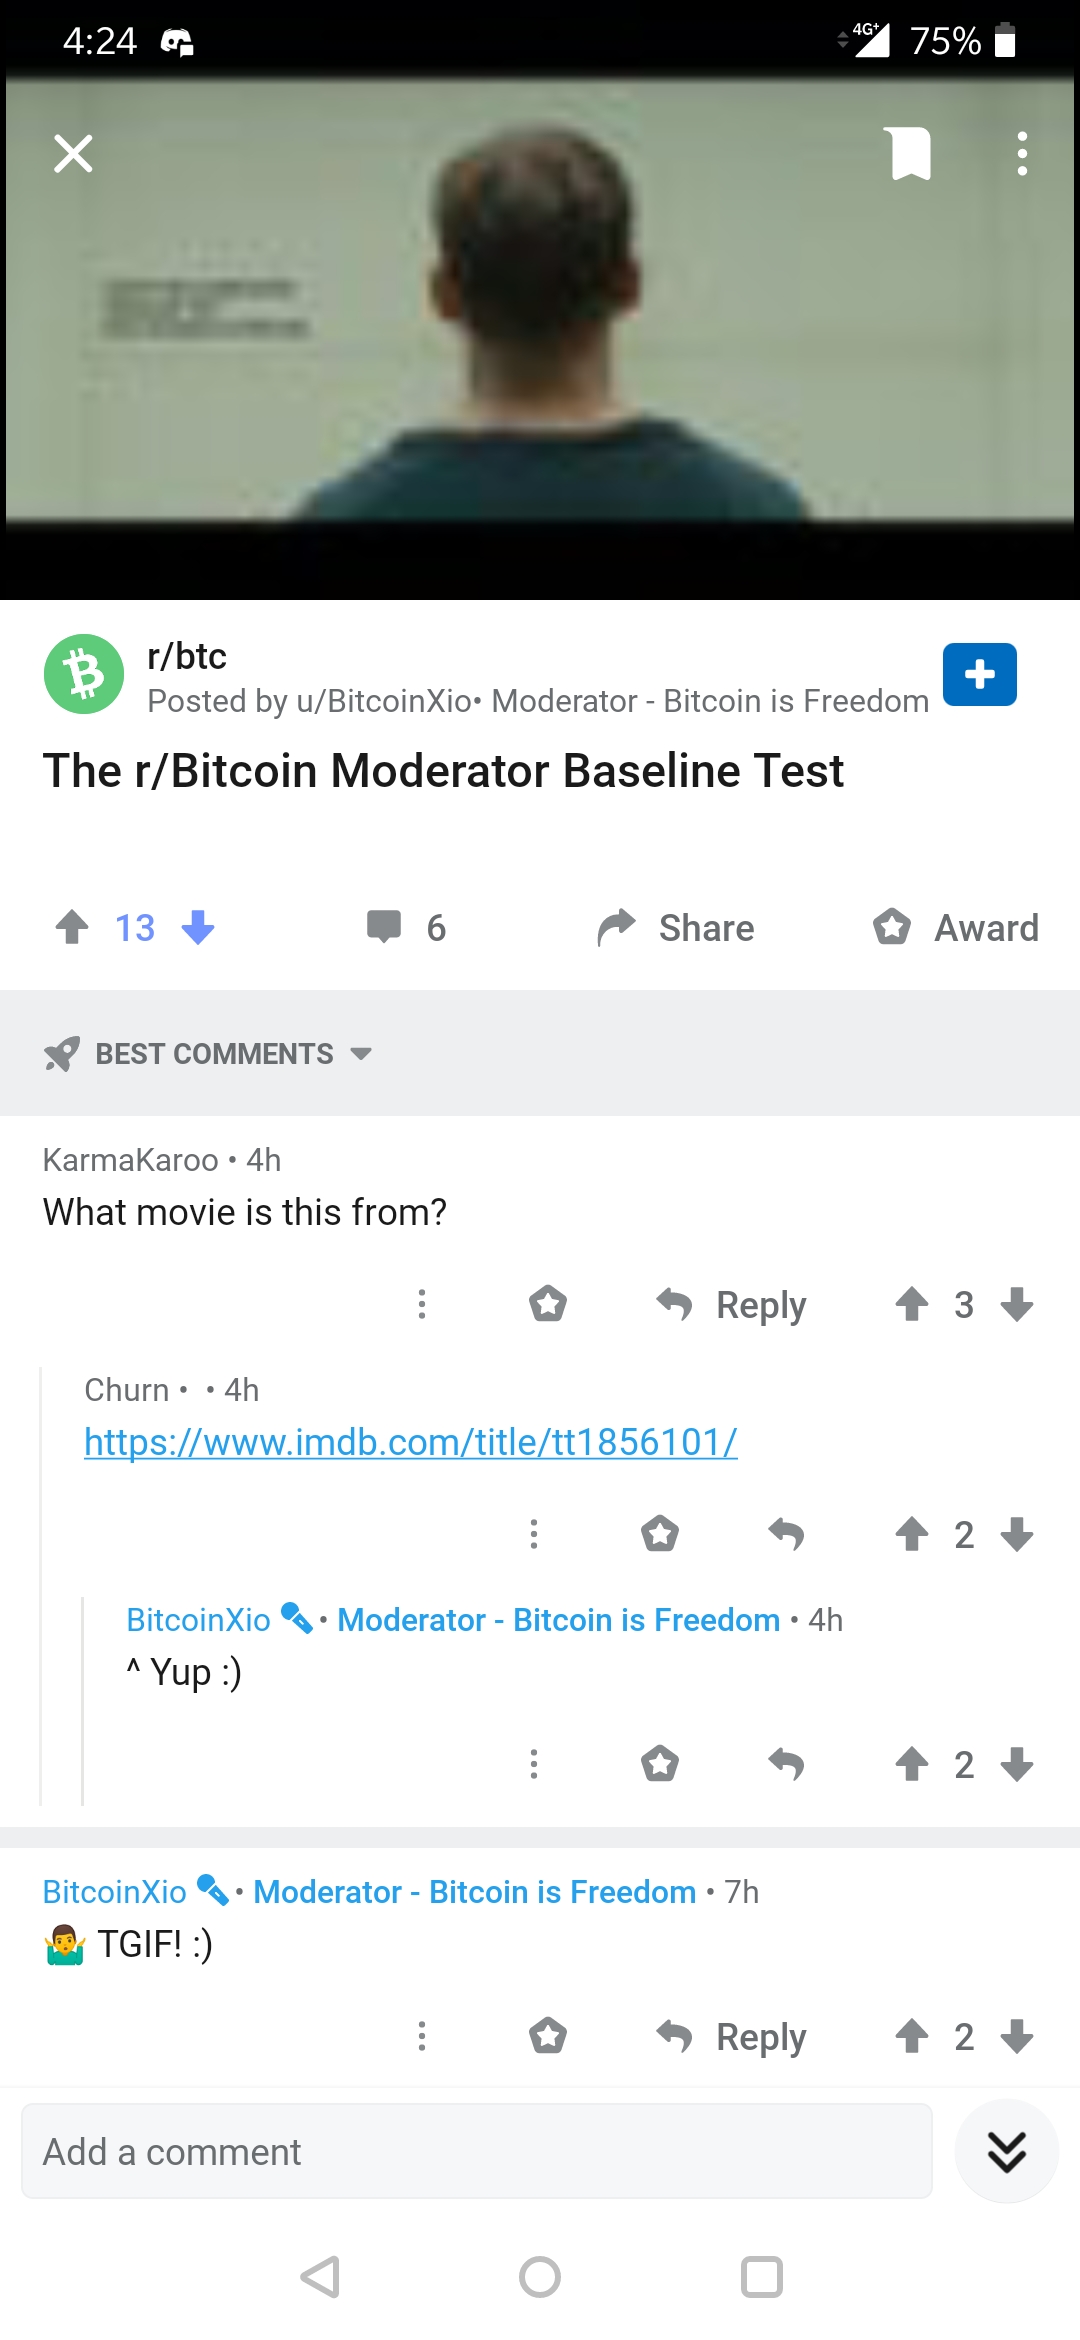 4:24
4G+ 75%
r/btc
Posted by u/BitcoinXio• Moderator - Bitcoin is Freedom
The r/Bitcoin Moderator Baseline Test
13 6 Share Award
BEST COMMENTS
KarmaKaroo • 4h
What movie is this from?
Reply 3
Churn • • 4h
https://www.imdb.com/title/tt1856101/
2
BitcoinXio • Moderator - Bitcoin is Freedom • 4h
^ Yup :)
2
BitcoinXio • Moderator - Bitcoin is Freedom • 7h
🤷‍♂️ TGIF! :)
Reply 2
Add a comment